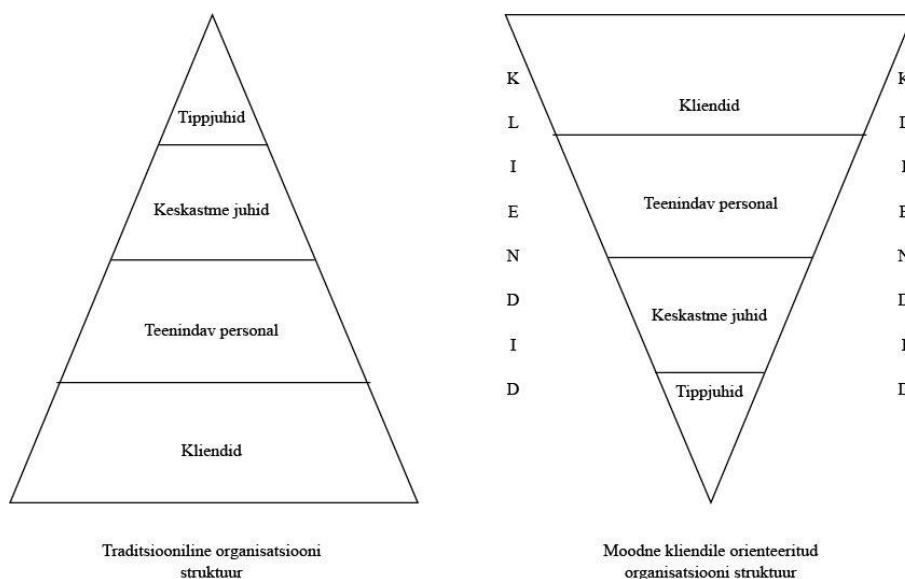 Tippjuhid
Keskastme juhid
Teenindav personal
Kliendid
Traditsiooniline organisatsiooni
struktuur
K
L
I
E
N
D
I
D
Kliendid
Teenindav personal
Keskastme juhid
Tippjuhid
K
L
I
E
N
D
I
D
Moodne kliendile orienteeritud
organisatsiooni struktuur